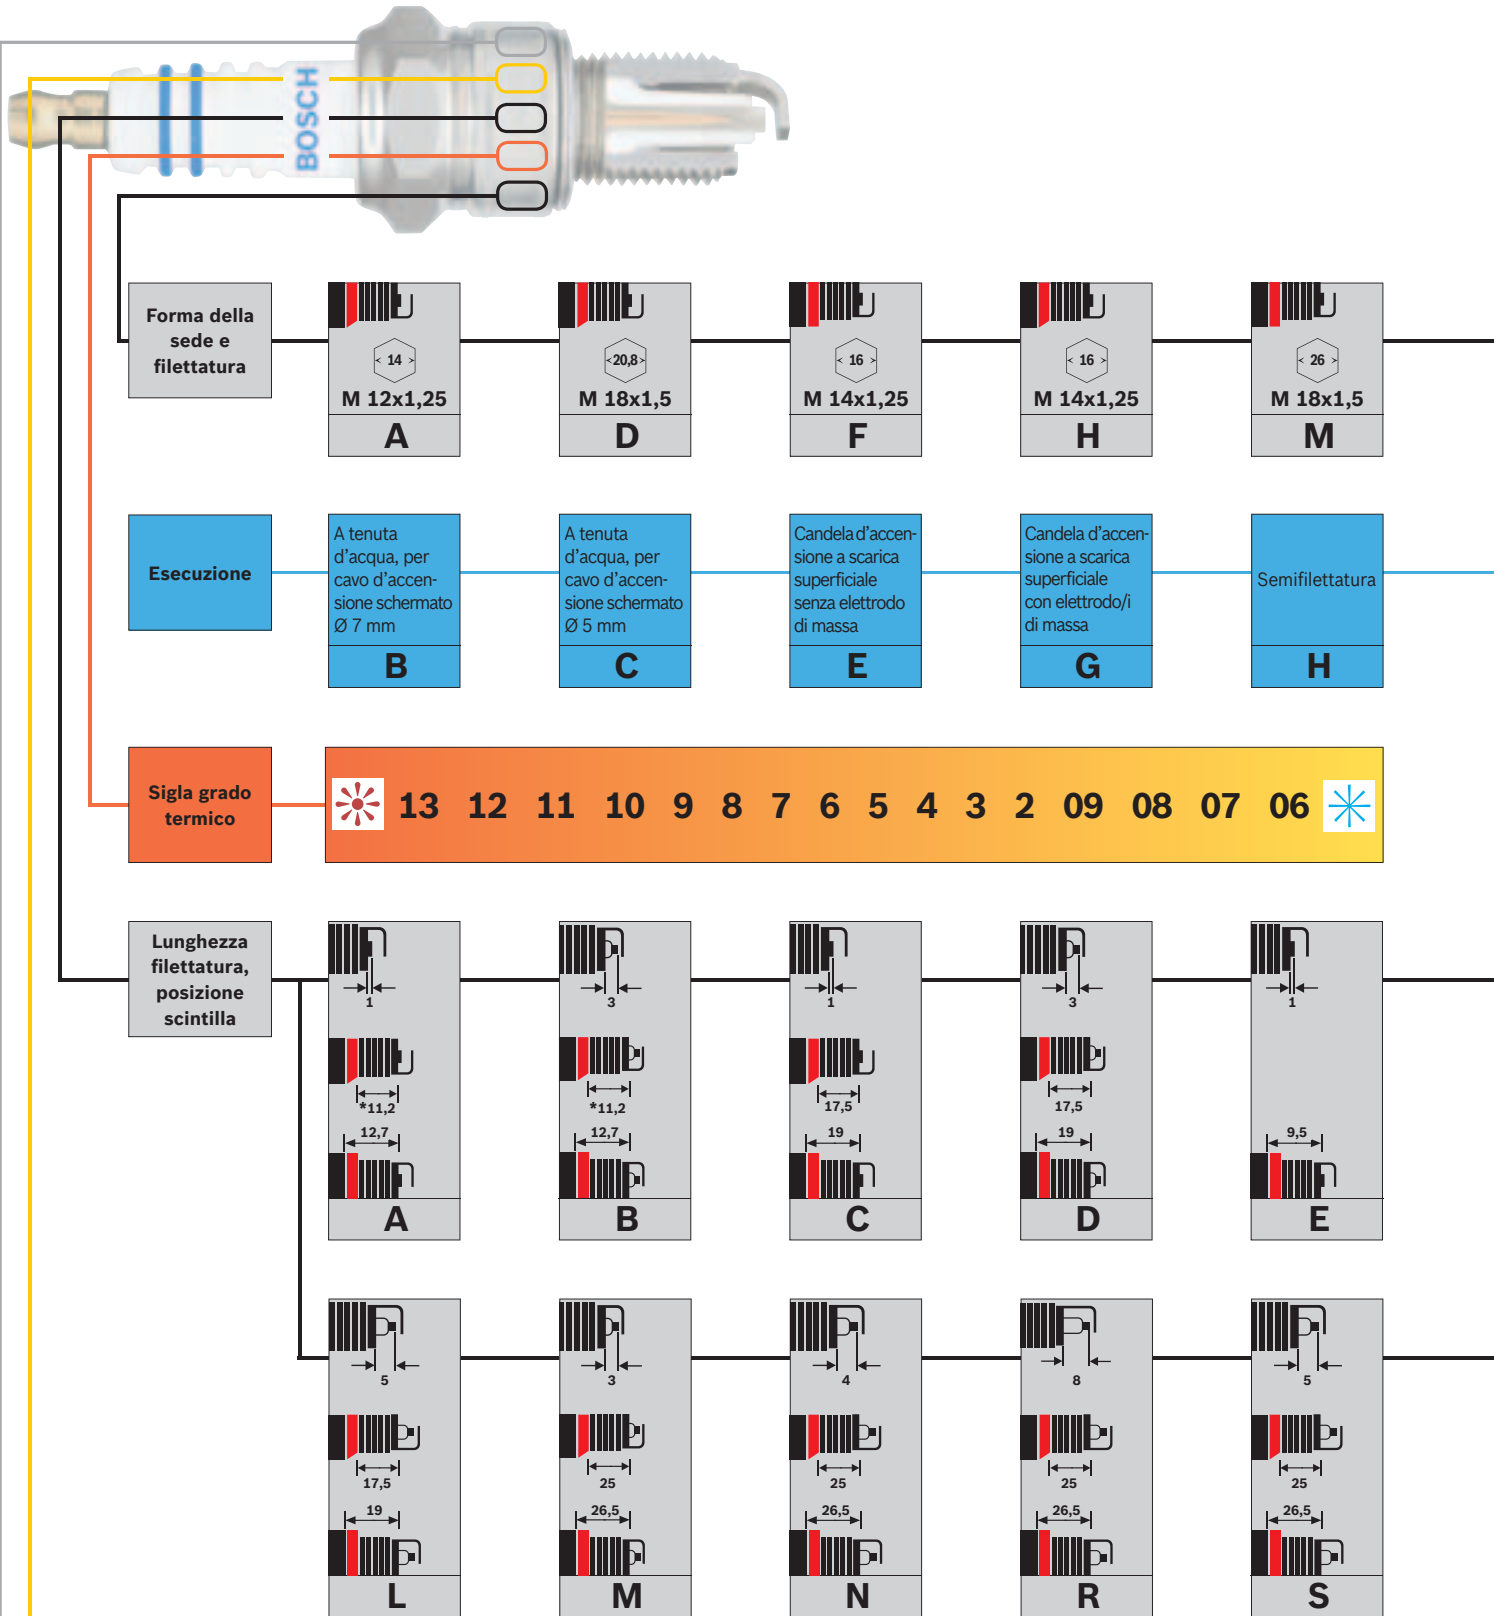 BOSCH
Forma della
sede e
filettatura
14
M 12x1,25
A
20,8
M 18x1,5
D
16
M 14x1,25
F
16
M 14x1,25
H
26
M 18x1,5
M
Esecuzione
A tenuta
d'acqua, per
cavo d'accen-
sione schermato
Ø 7 mm
B
A tenuta
d'acqua, per
cavo d'accen-
sione schermato
Ø 5 mm
C
Candela d'accen-
sione a scarica
superficiale
senza elettrodo
di massa
E
Candela d'accen-
sione a scarica
superficiale
con elettrodo/i
di massa
G
Semifilettatura
H
Sigla grado
termico
13 12 11 10 9 8 7 6 5 4 3 2 09 08 07 06
Lunghezza
filettatura,
posizione
scintilla
1
*11,2
12,7
A
3
*11,2
12,7
B
1
17,5
19
C
3
17,5
19
D
1
9,5
E
5
17,5
19
L
3
25
26,5
M
4
25
26,5
N
8
25
26,5
R
5
25
26,5
S